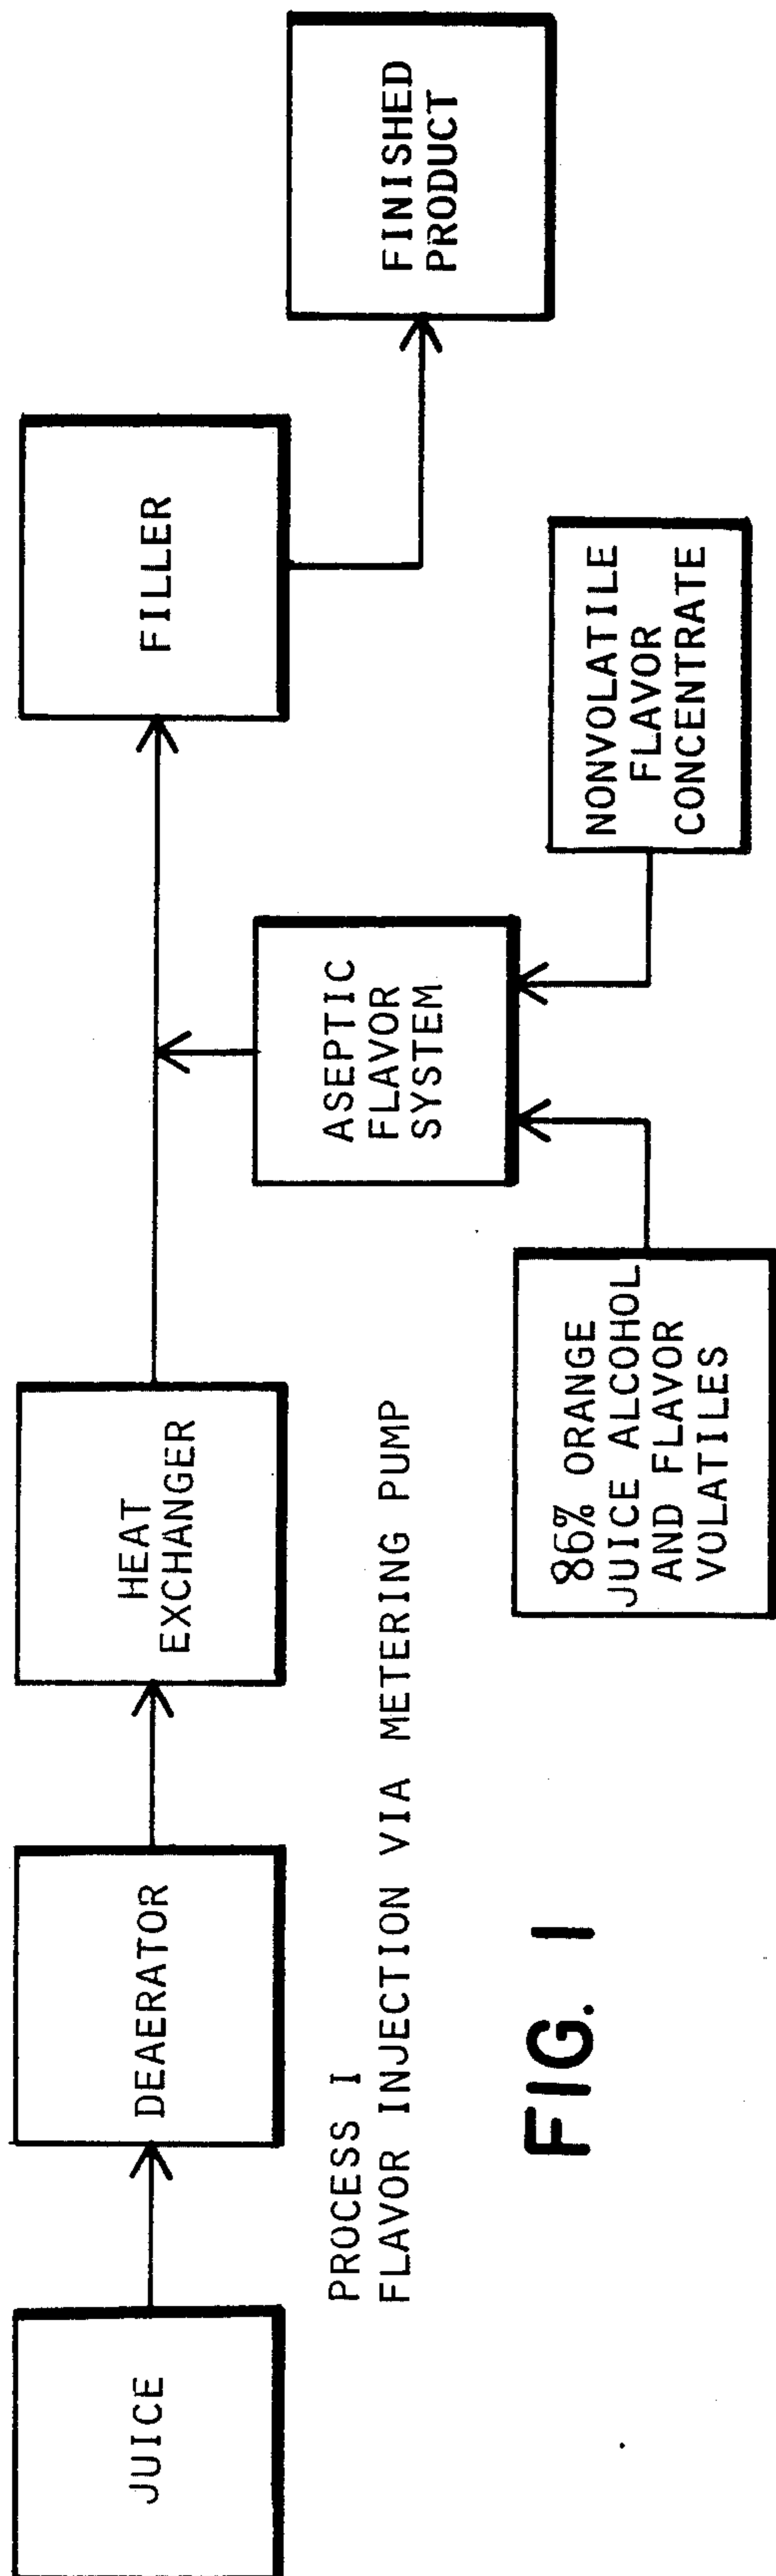 JUICE
DEAERATOR
HEAT
EXCHANGER
FILLER
FINISHED
PRODUCT
ASEPTIC
FLAVOR
SYSTEM
86% ORANGE
JUICE ALCOHOL
AND FLAVOR
VOLATILES
NONVOLATILE
FLAVOR
CONCENTRATE
PROCESS I
FLAVOR INJECTION VIA METERING PUMP
FIG. 1